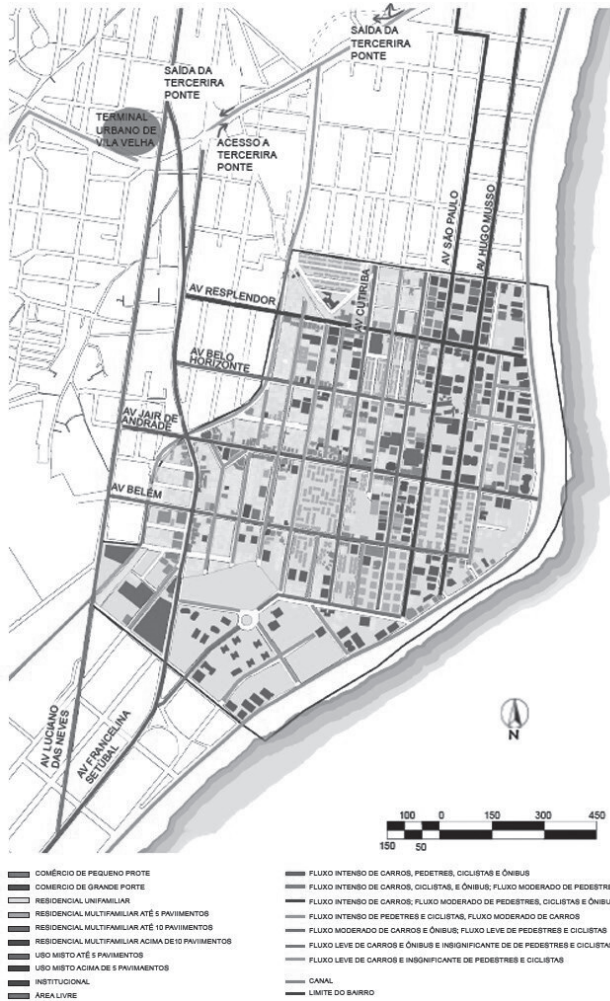 SAÍDA DA
TERCERIRA
PONTE
SAÍDA DA
TERCERIRA
PONTE
TERMINAL
URBANO DE
VILA VELHA
ACESSO A
TERCERIRA
PONTE
AV SÃO PAULO
AV HUGO MUSSO
AV CUTIRIBA
AV RESPLENDOR
AV BELO
HORIZONTE
AV JAIR DE
ANDRADE
AV BELÉM
AV LUCIANO
DAS NEVES
AV FRANCELINA
SETÚBAL
N
100 0 150 300 450
150 50
COMÉRCIO DE PEQUENO PROTE
COMERCIO DE GRANDE PORTE
RESIDENCIAL UNIFAMILIAR
RESIDENCIAL MULTIFAMILIAR ATÉ 5 PAVIIMENTOS
RESIDENCIAL MULTIFAMILIAR ATÉ 10 PAVIIMENTOS
RESIDENCIAL MULTIFAMILIAR ACIMA DE10 PAVIIMENTOS
USO MISTO ATÉ 5 PAVIMENTOS
USO MISTO ACIMA DE 5 PAVIMAENTOS
INSTITUCIONAL
ÁREA LIVRE
FLUXO INTENSO DE CARROS, PEDETRES, CICLISTAS E ÔNIBUS
FLUXO INTENSO DE CARROS, CICLISTAS, E ÔNIBUS; FLUXO MODERADO DE PEDESTRE
FLUXO INTENSO DE CARROS; FLUXO MODERADO DE PEDESTRES, CICLISTAS E ÔNIBU
FLUXO INTENSO DE PEDETRES E CICLISTAS, FLUXO MODERADO DE CARROS
FLUXO MODERADO DE CARROS E ÔNIBUS; FLUXO LEVE DE PEDESTRES E CICLISTAS
FLUXO LEVE DE CARROS E ÔNIBUS E INSIGNIFICANTE DE DE PEDESTRES E CICLISTAS
FLUXO LEVE DE CARROS E INSGNIFICANTE DE PEDESTRES E CICLISTAS
CANAL
LIMITE DO BAIRRO